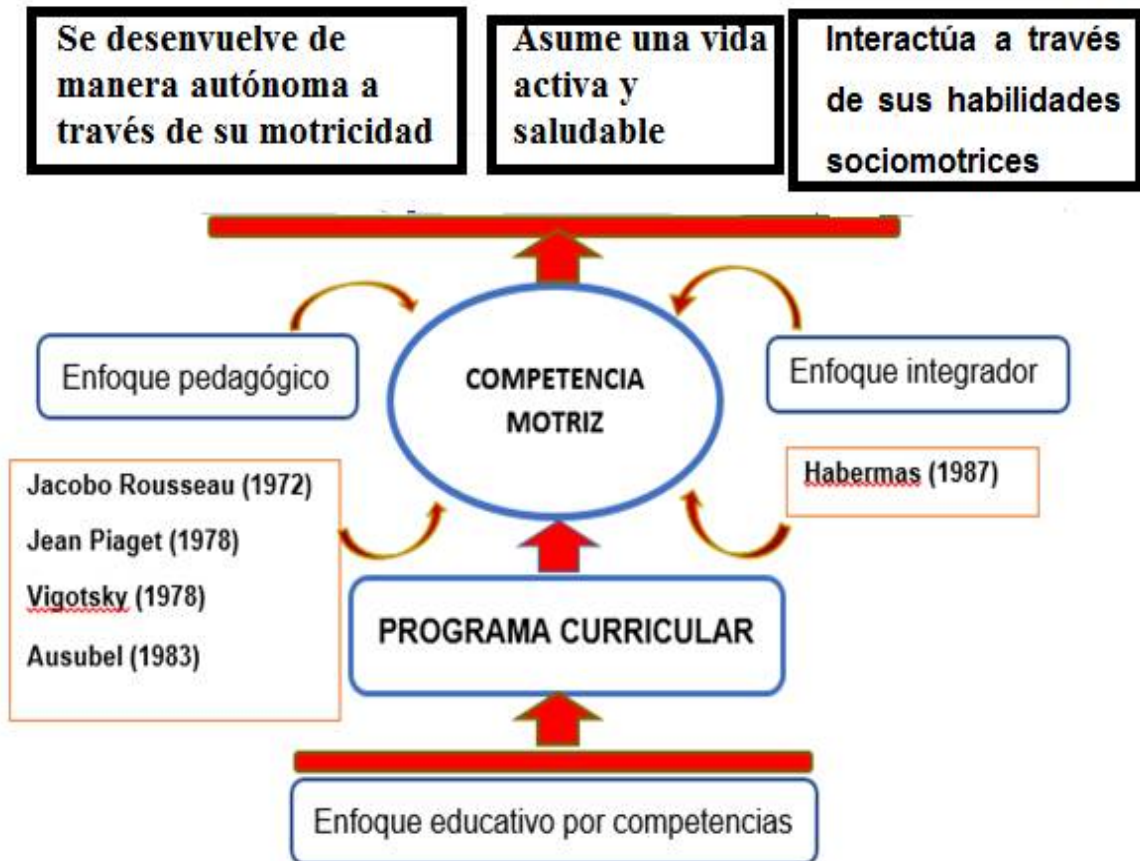 Se desenvuelve de
manera autónoma a
través de su motricidad
Asume una vida
activa y
saludable
Interactúa a través
de sus habilidades
sociomotrices
Enfoque pedagógico
COMPETENCIA
MOTRIZ
Enfoque integrador
Jacobo Rousseau (1972)
Jean Piaget (1978)
Vigotsky (1978)
Ausubel (1983)
Habermas (1987)
PROGRAMA CURRICULAR
Enfoque educativo por competencias